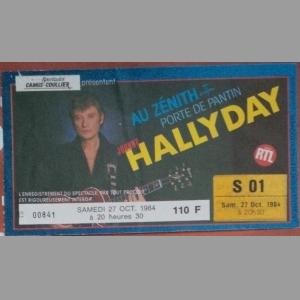 Spectacles
CAMUS-COULLIER
présentent
AU ZÉNITH
PORTE DE PANTIN
JOHNNY
HALLYDAY
RTL
L'ENREGISTREMENT DU SPECTACLE PAR TOUT PROCÉDÉ
EST RIGOUREUSEMENT INTERDIT
00841
SAMEDI 27 OCT. 1984
à 20 heures 30
110 F
S 01
Sam. 27 Oct. 1984
à 20h30